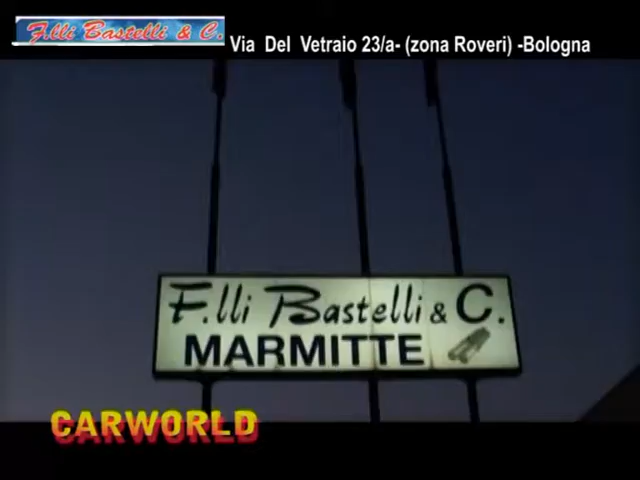 F.lli Bastelli & C.
Via Del Vetraio 23/a- (zona Roveri) -Bologna
F.lli Bastelli & C.
MARMITTE
CARWORLD